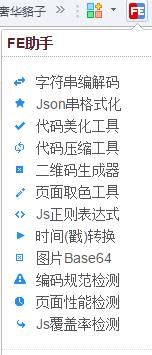 奢华貉子
FE
FE助手
字符串编解码
Json串格式化
代码美化工具
代码压缩工具
二维码生成器
页面取色工具
Js正则表达式
时间(戳)转换
图片Base64
编码规范检测
页面性能检测
Js覆盖率检测